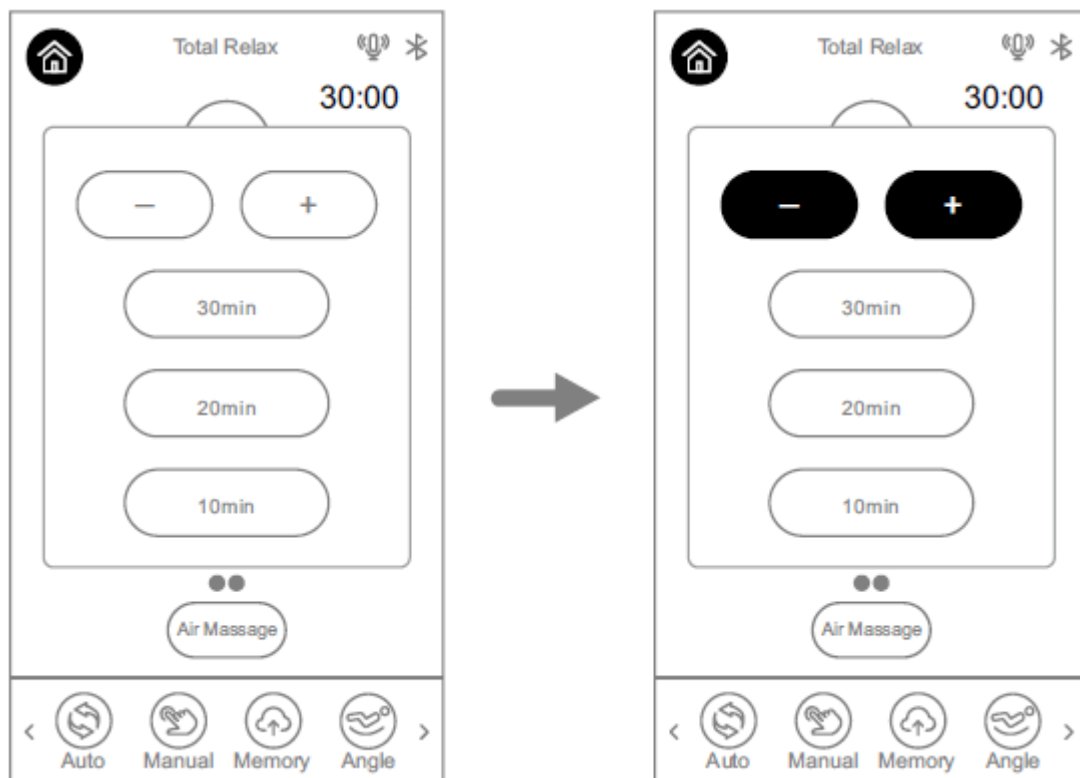 Total Relax
30:00
– +
30min
20min
10min
Air Massage
Auto Manual Memory Angle
Total Relax
30:00
– +
30min
20min
10min
Air Massage
Auto Manual Memory Angle